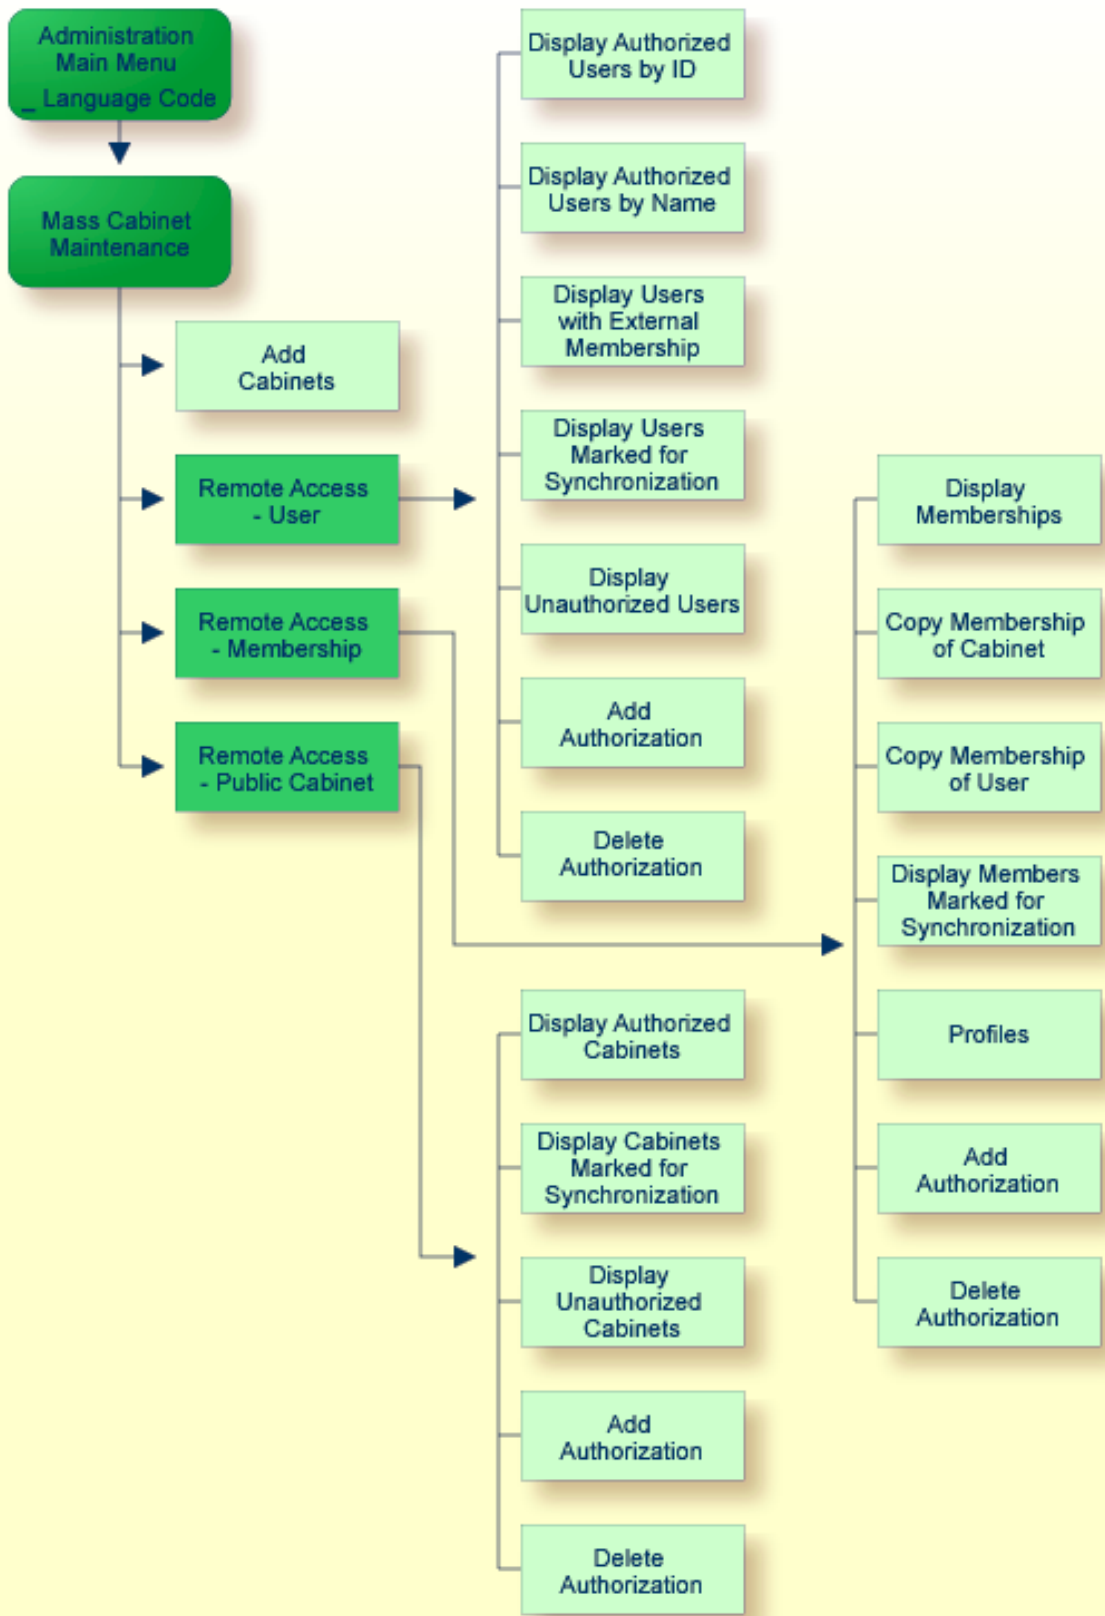 Administration
Main Menu
_ Language Code
Mass Cabinet
Maintenance
Add
Cabinets
Remote Access
- User
Remote Access
- Membership
Remote Access
- Public Cabinet
Display Authorized
Users by ID
Display Authorized
Users by Name
Display Users
with External
Membership
Display Users
Marked for
Synchronization
Display
Unauthorized Users
Add
Authorization
Delete
Authorization
Display
Memberships
Copy Membership
of Cabinet
Copy Membership
of User
Display Members
Marked for
Synchronization
Profiles
Add
Authorization
Delete
Authorization
Display Authorized
Cabinets
Display Cabinets
Marked for
Synchronization
Display
Unauthorized
Cabinets
Add
Authorization
Delete
Authorization